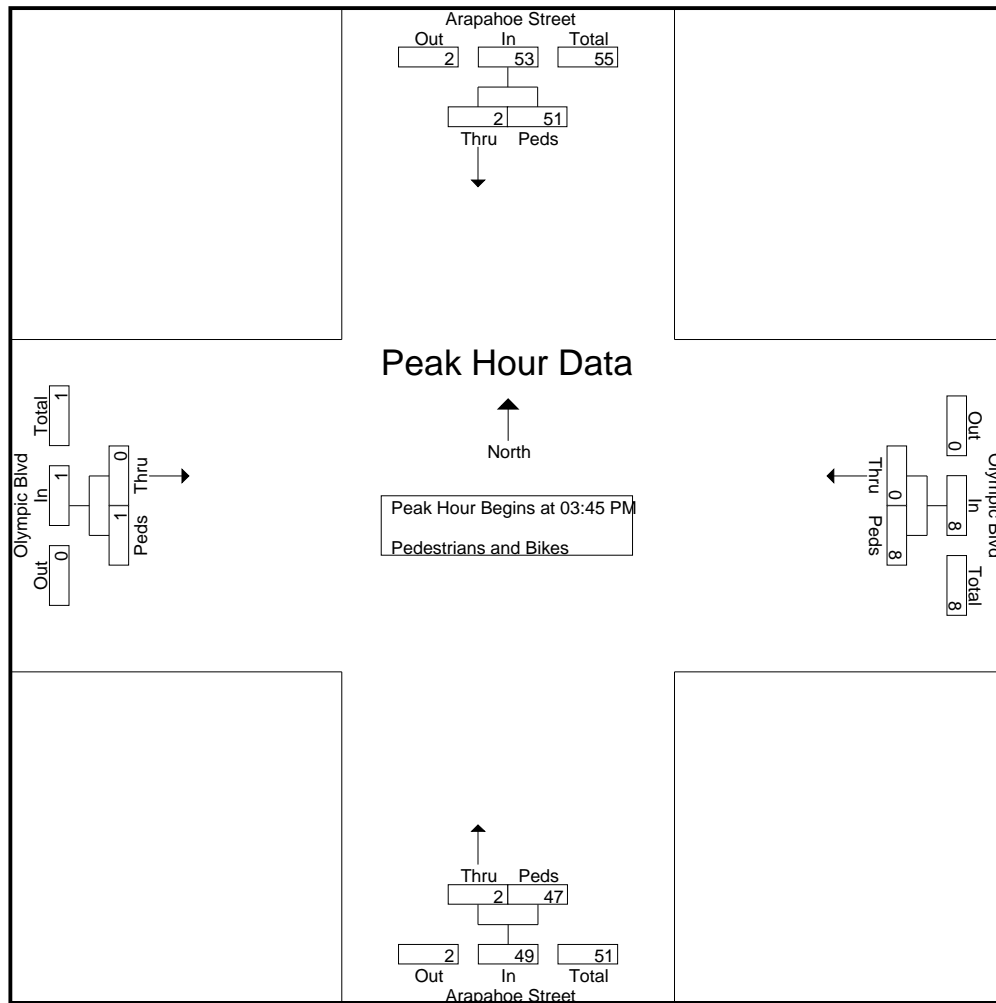 Arapahoe Street
Out In Total
2 53 55
2 51
Thru Peds
Peak Hour Data
North
Peak Hour Begins at 03:45 PM
Pedestrians and Bikes
Olympic Blvd
Total In Out
1 1 0
0 1
Thru Peds
Olympic Blvd
Out In Total
0 8 8
0 8
Thru Peds
Thru Peds
2 47
2 49 51
Out In Total
Arapahoe Street